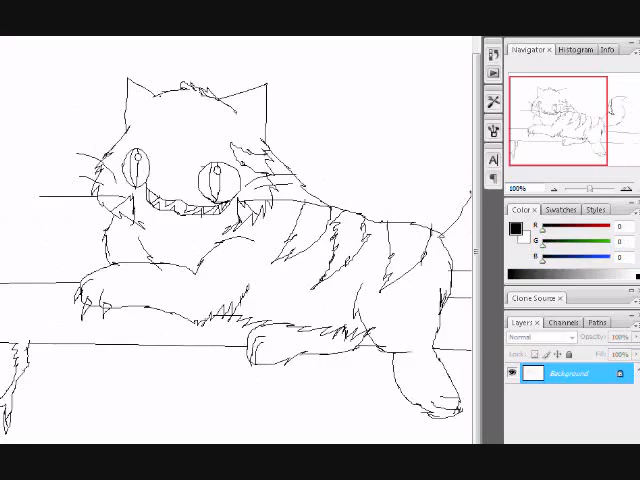 Navigator × Histogram Info
100%
Color × Swatches Styles
R 0
G 0
B 0
Clone Source ×
Layers × Channels Paths
Normal Opacity: 100%
Lock: Fill: 100%
Background